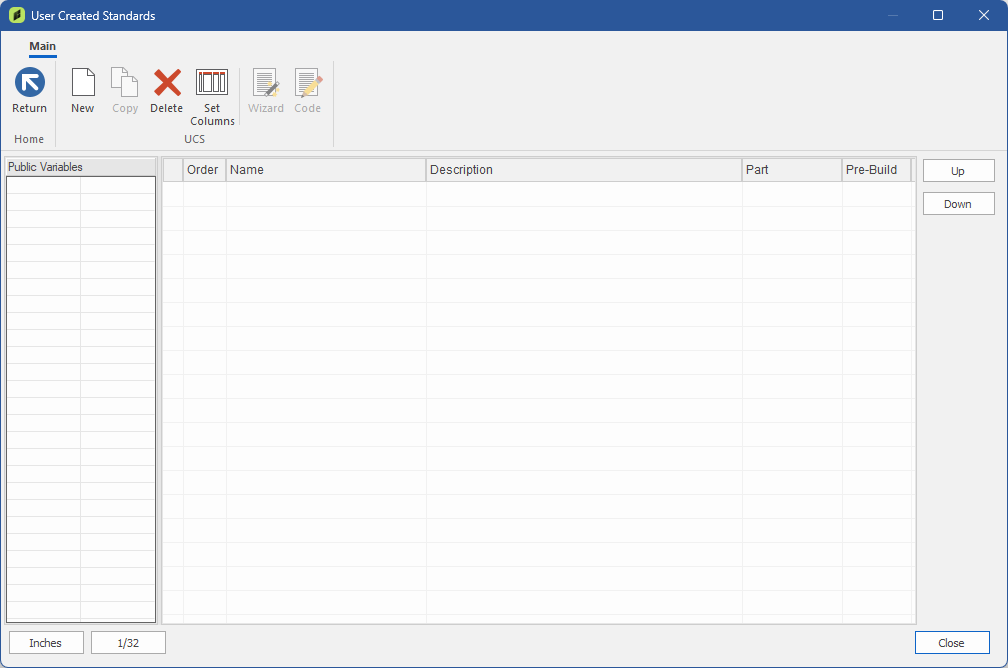 User Created Standards
Main
Return
New
Copy
Delete
Set
Columns
Wizard
Code
Home
UCS
Public Variables
Order
Name
Description
Part
Pre-Build
Up
Down
Inches
1/32
Close